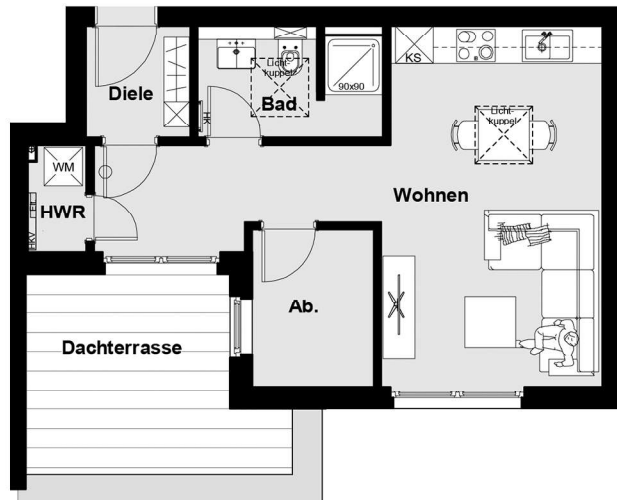 KS
Diele
Licht-
kuppel
90x90
Bad
HK
Licht-
kuppel
WM
HWR
Wohnen
HKV
Ab.
Dachterrasse